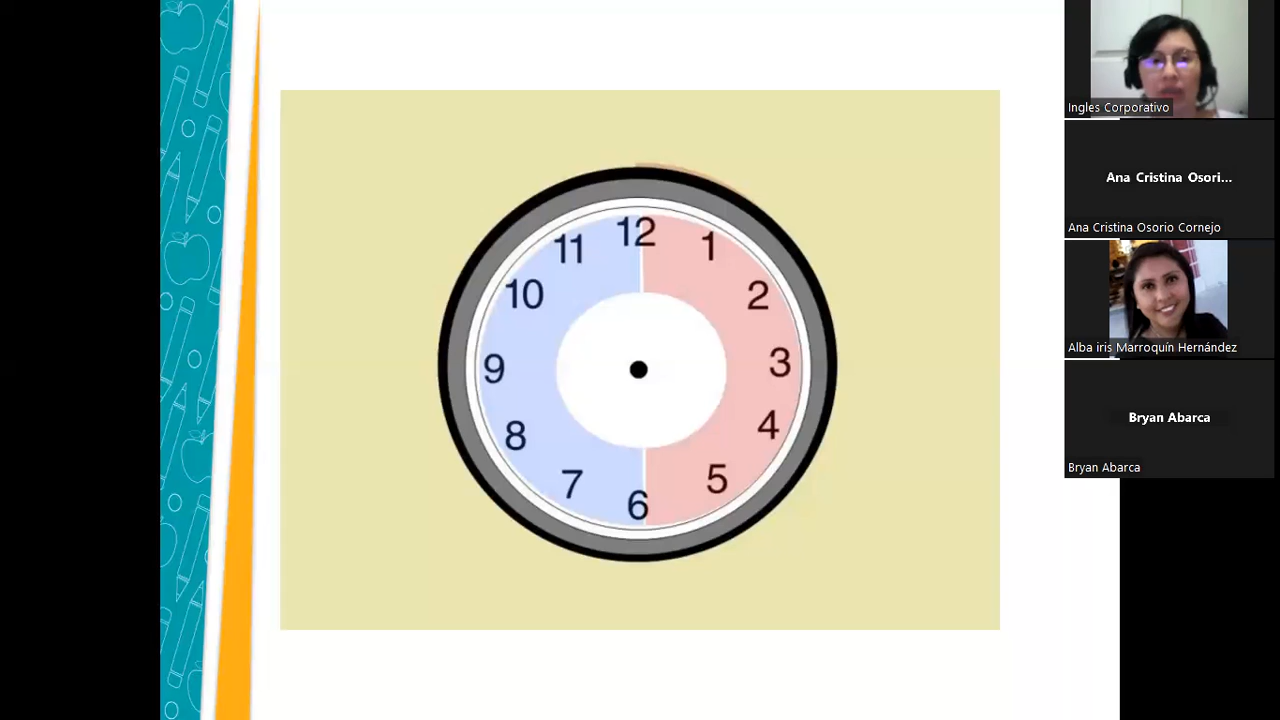 12
1
2
3
4
5
6
7
8
9
10
11
Ingles Corporativo
Ana Cristina Osori...
Ana Cristina Osorio Cornejo
Alba iris Marroquín Hernández
Bryan Abarca
Bryan Abarca